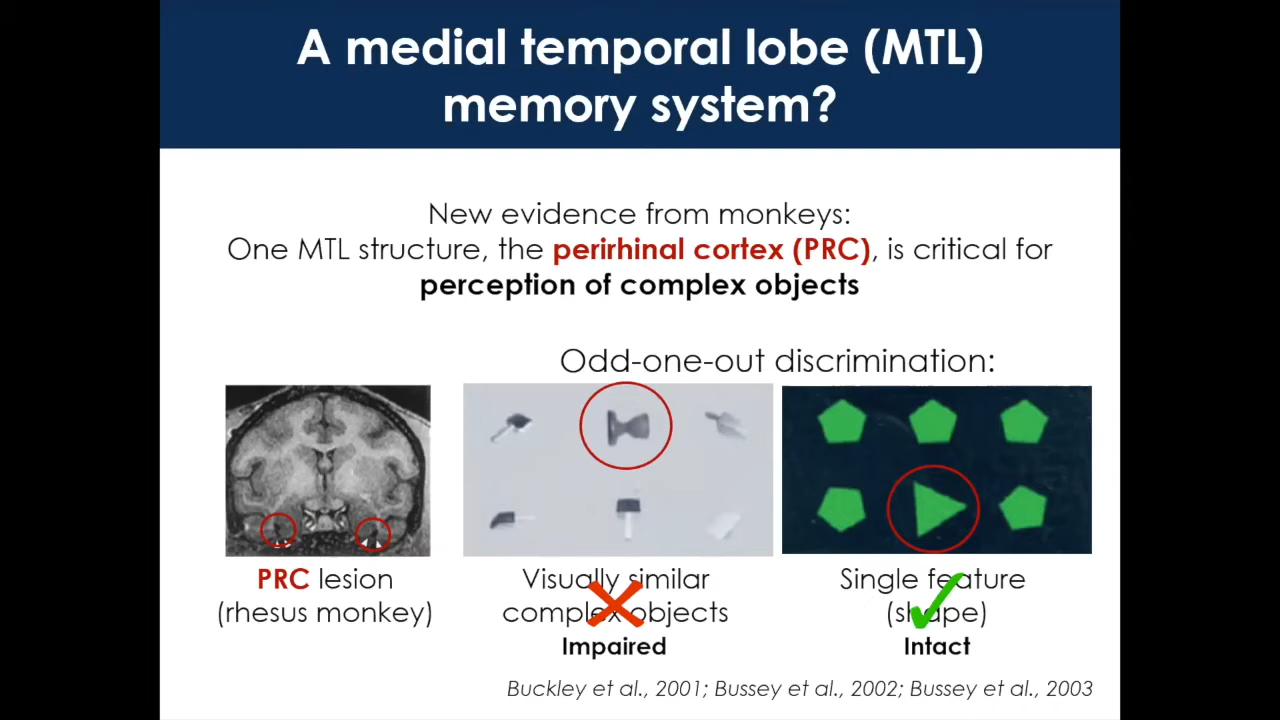 A medial temporal lobe (MTL)
memory system?
New evidence from monkeys:
One MTL structure, the perirhinal cortex (PRC), is critical for
perception of complex objects
Odd-one-out discrimination:
PRC lesion
(rhesus monkey)
Visually similar
complex objects
Impaired
Single feature
(shape)
Intact
Buckley et al., 2001; Bussey et al., 2002; Bussey et al., 2003